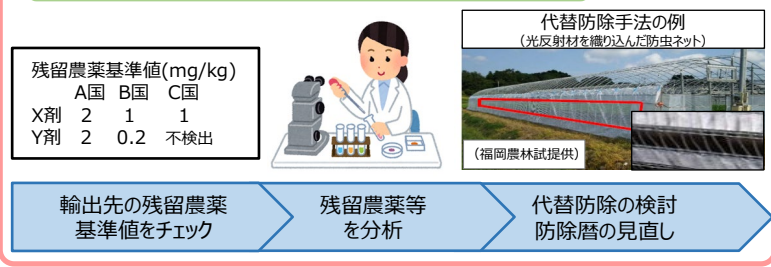 代替防除手法の例
（光反射材を織り込んだ防虫ネット）
残留農薬基準値(mg/kg)
A国 B国 C国
X剤 2 1 1
Y剤 2 0.2 不検出
（福岡農林試提供）
輸出先の残留農薬
基準値をチェック
残留農薬等
を分析
代替防除の検討
防除暦の見直し